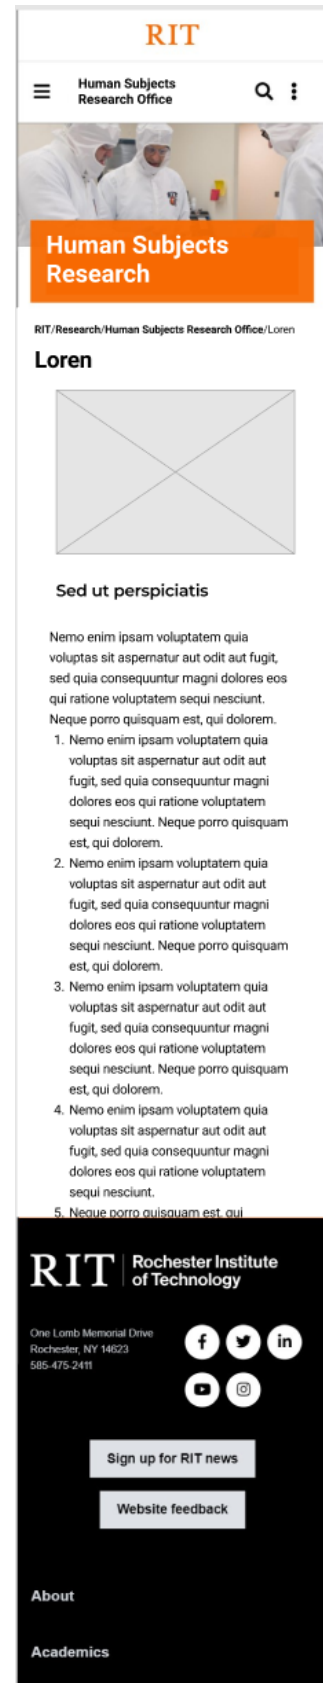 RIT
Human Subjects
Research Office
Human Subjects
Research
RIT/Research/Human Subjects Research Office/Loren
Loren
Sed ut perspiciatis
Nemo enim ipsam voluptatem quia
voluptas sit aspernatur aut odit aut fugit,
sed quia consequuntur magni dolores eos
qui ratione voluptatem sequi nesciunt.
Neque porro quisquam est, qui dolorem.
1. Nemo enim ipsam voluptatem quia
voluptas sit aspernatur aut odit aut
fugit, sed quia consequuntur magni
dolores eos qui ratione voluptatem
sequi nesciunt. Neque porro quisquam
est, qui dolorem.
2. Nemo enim ipsam voluptatem quia
voluptas sit aspernatur aut odit aut
fugit, sed quia consequuntur magni
dolores eos qui ratione voluptatem
sequi nesciunt. Neque porro quisquam
est, qui dolorem.
3. Nemo enim ipsam voluptatem quia
voluptas sit aspernatur aut odit aut
fugit, sed quia consequuntur magni
dolores eos qui ratione voluptatem
sequi nesciunt. Neque porro quisquam
est, qui dolorem.
4. Nemo enim ipsam voluptatem quia
voluptas sit aspernatur aut odit aut
fugit, sed quia consequuntur magni
dolores eos qui ratione voluptatem
sequi nesciunt.
5. Neque porro quisquam est, qui
RIT | Rochester Institute
of Technology
One Lomb Memorial Drive
Rochester, NY 14623
585-475-2411
Sign up for RIT news
Website feedback
About
Academics